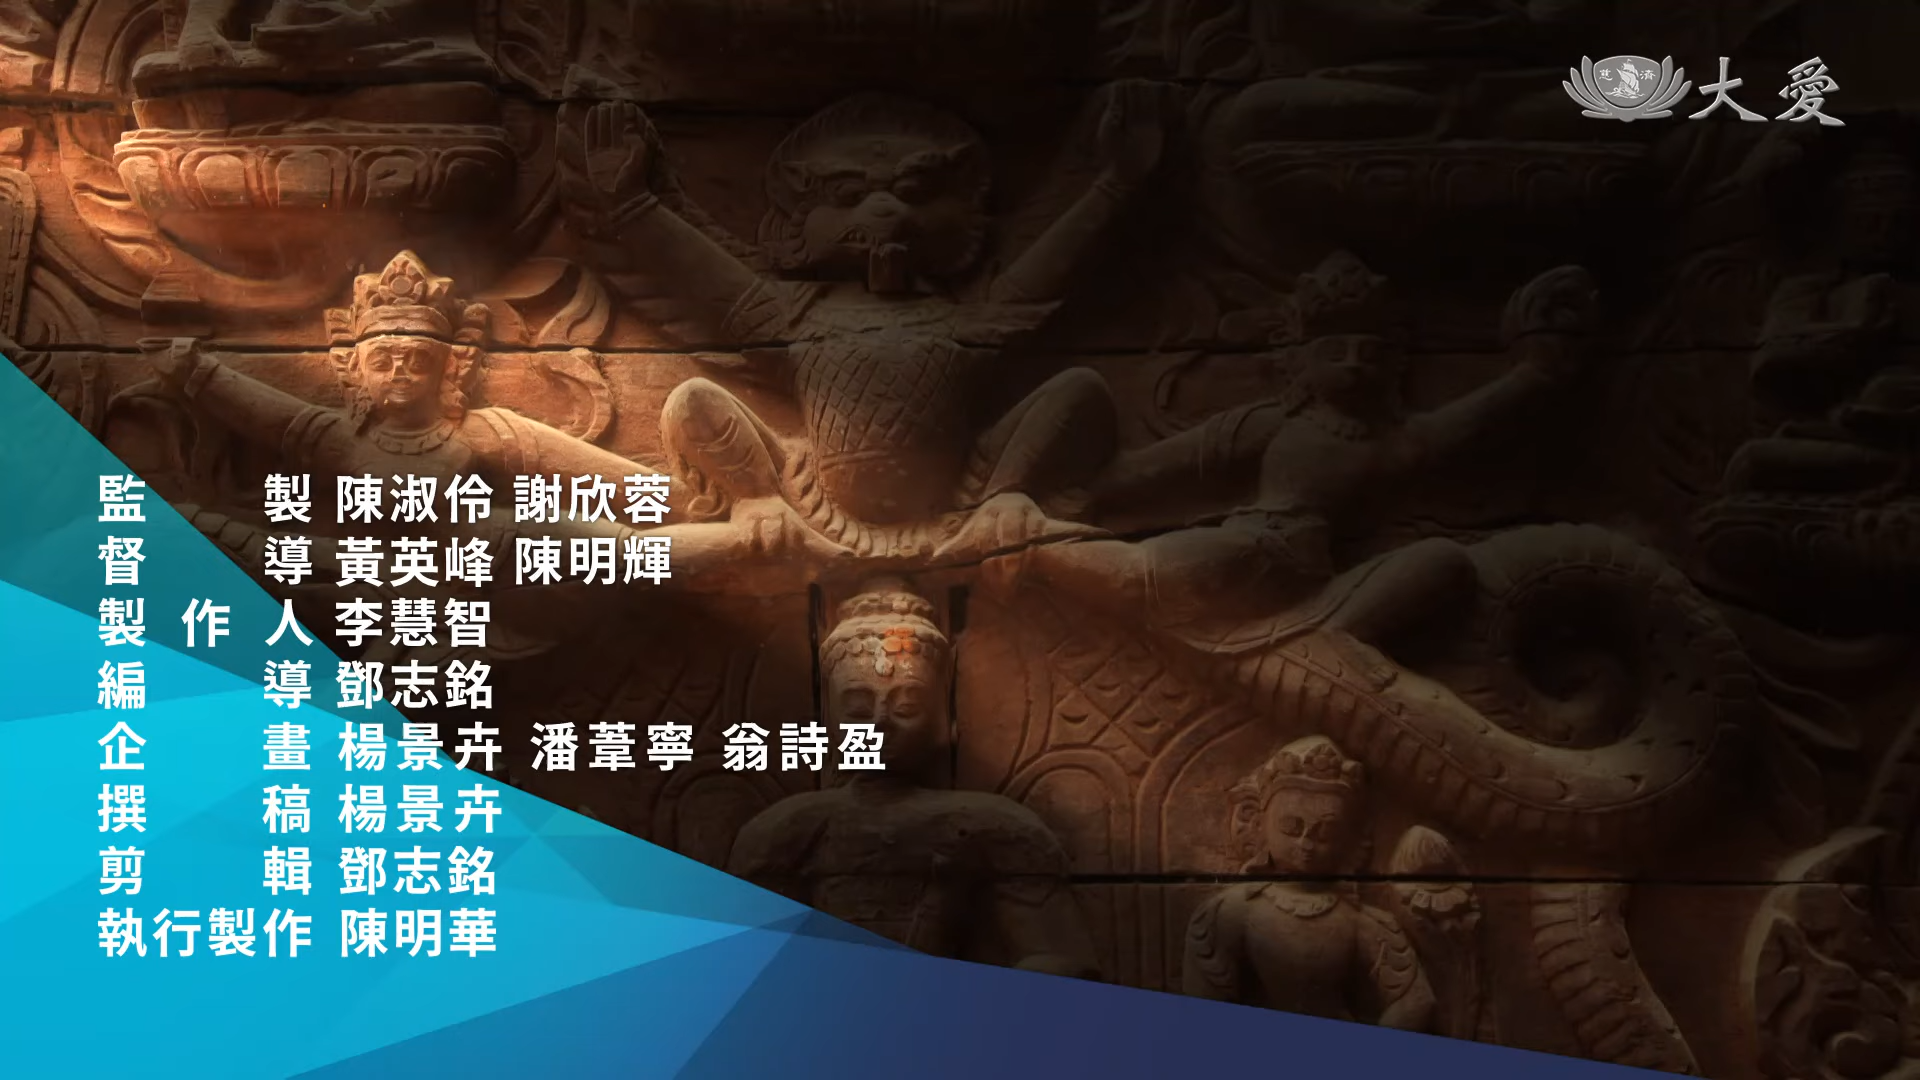 慈濟 大愛
監製 陳淑伶 謝欣蓉
督導 黃英峰 陳明輝
製作人 李慧智
編導 鄧志銘
企畫 楊景卉 潘葦寧 翁詩盈
撰稿 楊景卉
剪輯 鄧志銘
執行製作 陳明華